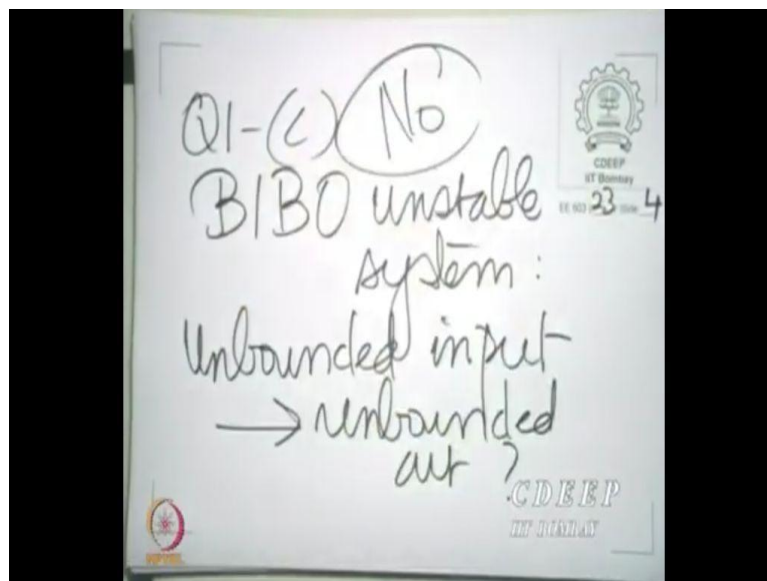 Q1-(c) No
CDEEP
IIT Bombay
BIBO unstable
EE 603 23 Slide 4
system :
Unbounded input
→ unbounded
out ?
CDEEP
IIT BOMBAY
NPTEL